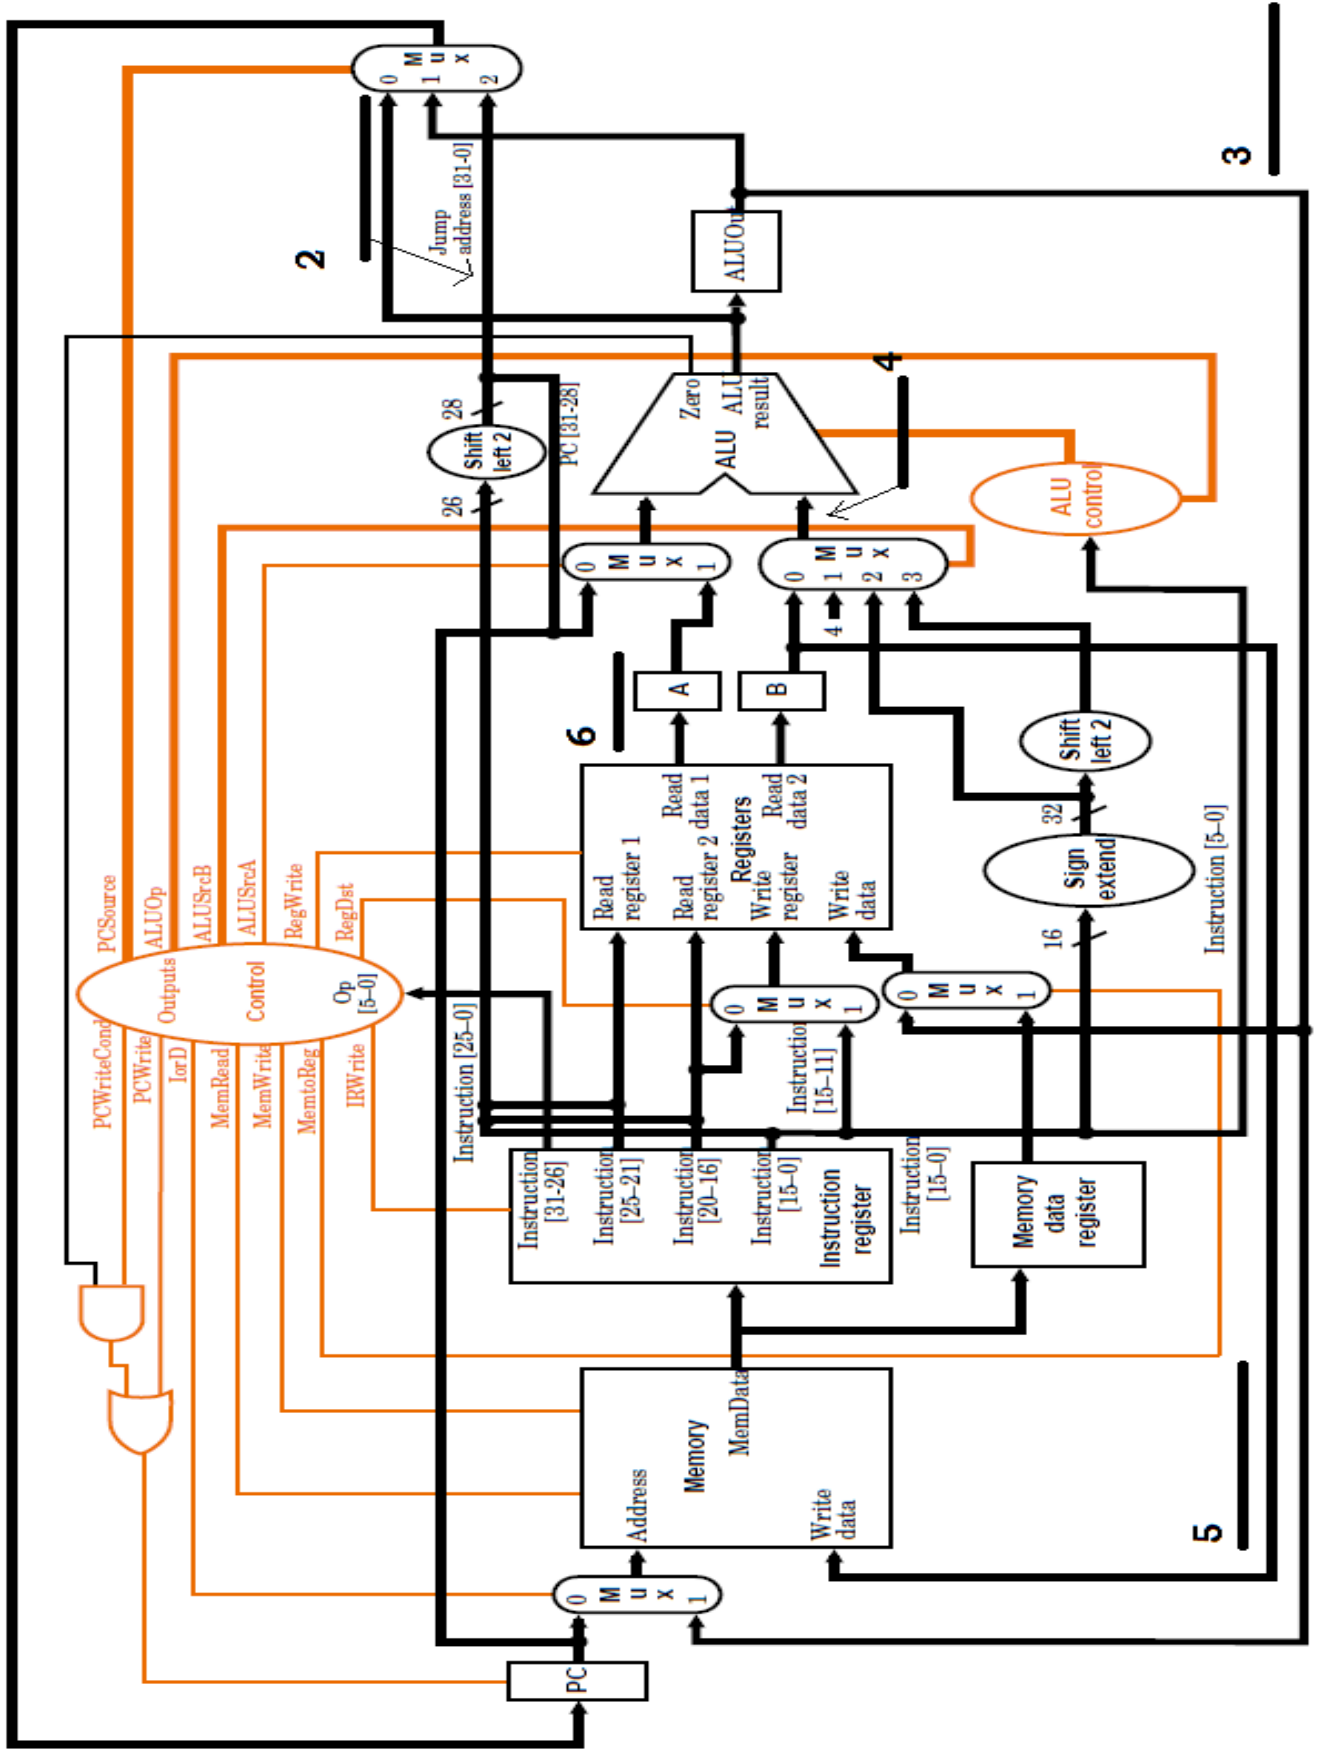 PCWriteCond
PCWrite
IorD
MemRead
MemWrite
MemtoReg
IRWrite
PCSource
ALUOp
ALUSrcB
ALUSrcA
RegWrite
RegDst
Outputs
Control
Op
[5–0]
PC
0
M
u
x
1
Address
Memory
MemData
Write
data
Instruction
[31-26]
Instruction
[25–21]
Instruction
[20–16]
Instruction
[15–0]
Instruction
register
Instruction [25–0]
Instruction
[15–0]
Memory
data
register
Instruction
[15–11]
0
M
u
x
1
0
M
u
x
1
Read
register 1
Read
register 2
Registers
Write
register
Write
data
Read
data 1
Read
data 2
16
Sign
extend
32
Shift
left 2
Instruction [5–0]
A
B
4
0
M
u
x
1
0
M
u
x
1
2
3
26
Shift
left 2
28
PC [31-28]
Jump
address [31-0]
Zero
ALU
ALU
result
ALU
control
ALUOut
0
M
u
x
1
2
2
3
4
5
6